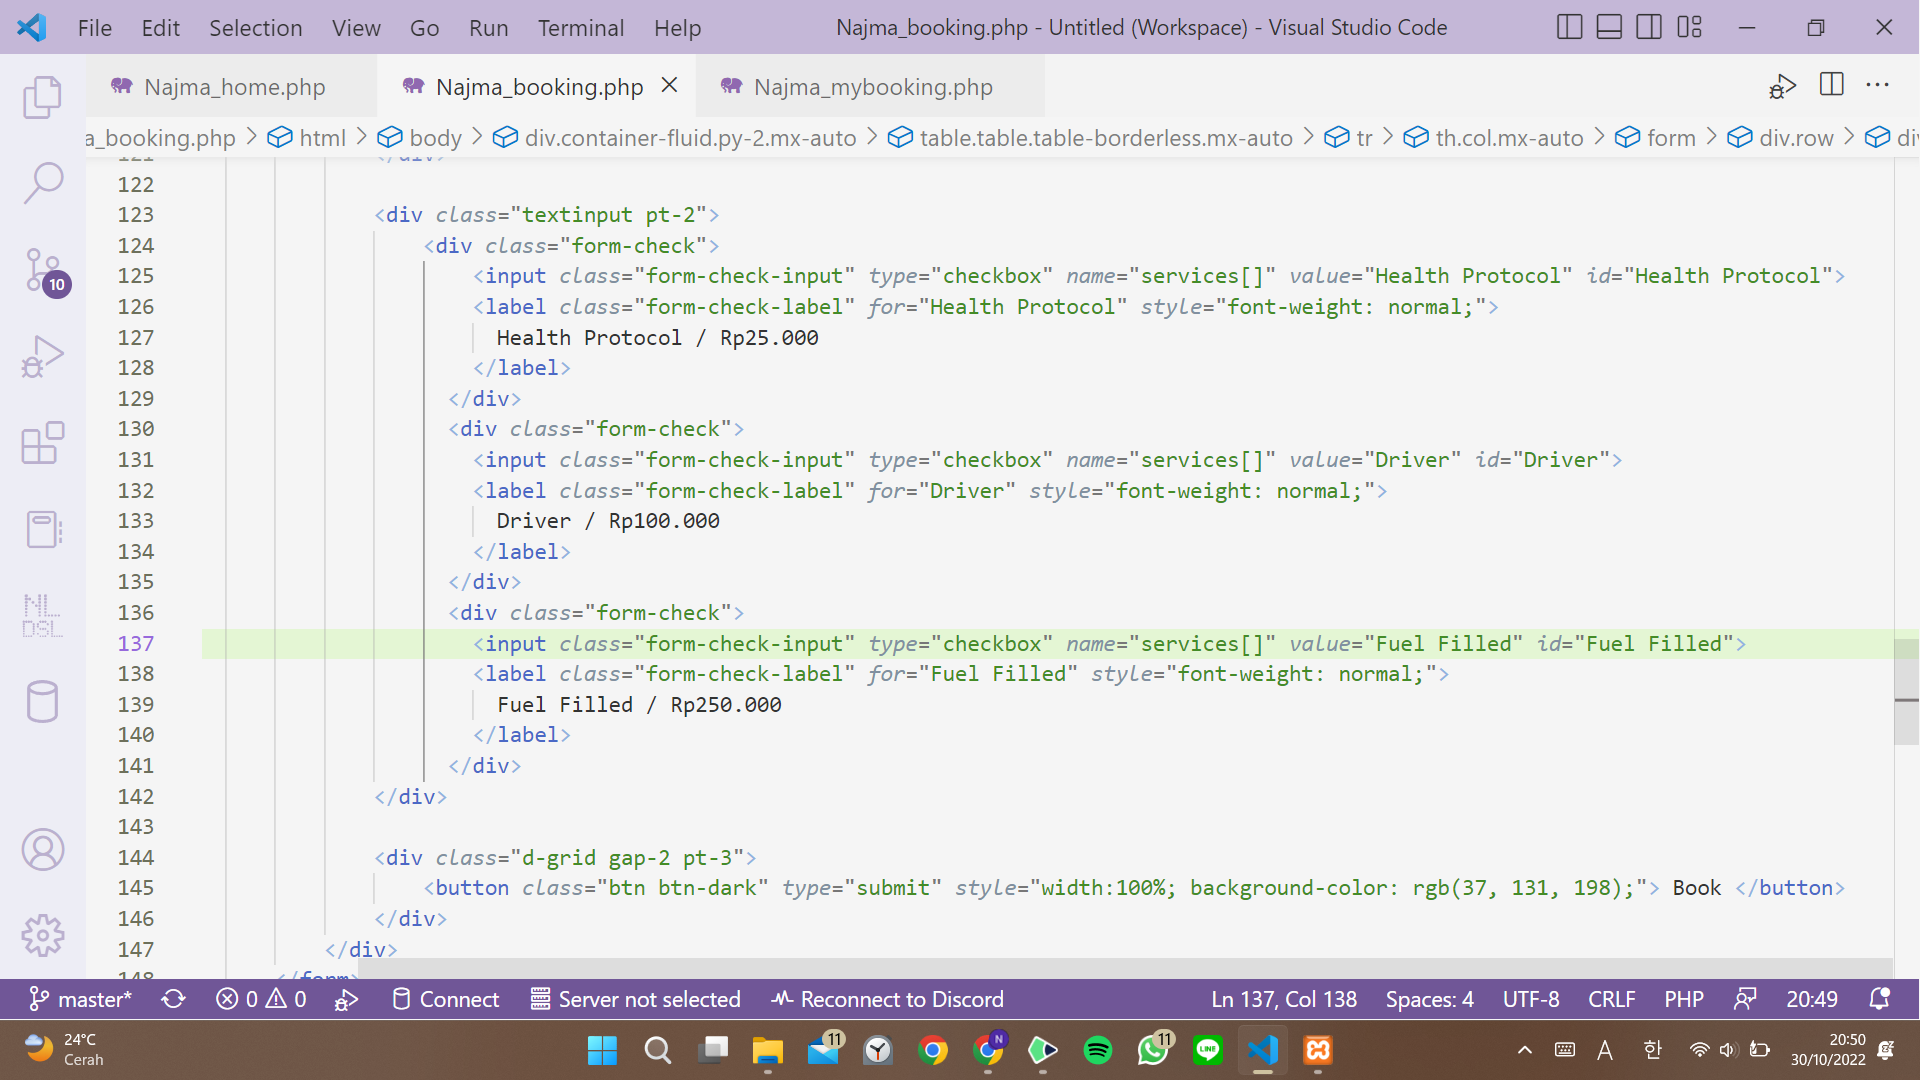 File Edit Selection View Go Run Terminal Help Najma_booking.php - Untitled (Workspace) - Visual Studio Code
Najma_home.php Najma_booking.php Najma_mybooking.php
a_booking.php > html > body > div.container-fluid.py-2.mx-auto > table.table.table-borderless.mx-auto > tr > th.col.mx-auto > form > div.row > di
121 </div>
122
123 <div class="textinput pt-2">
124 <div class="form-check">
125 <input class="form-check-input" type="checkbox" name="services[]" value="Health Protocol" id="Health Protocol">
126 <label class="form-check-label" for="Health Protocol" style="font-weight: normal;">
127 Health Protocol / Rp25.000
128 </label>
129 </div>
130 <div class="form-check">
131 <input class="form-check-input" type="checkbox" name="services[]" value="Driver" id="Driver">
132 <label class="form-check-label" for="Driver" style="font-weight: normal;">
133 Driver / Rp100.000
134 </label>
135 </div>
136 <div class="form-check">
137 <input class="form-check-input" type="checkbox" name="services[]" value="Fuel Filled" id="Fuel Filled">
138 <label class="form-check-label" for="Fuel Filled" style="font-weight: normal;">
139 Fuel Filled / Rp250.000
140 </label>
141 </div>
142 </div>
143
144 <div class="d-grid gap-2 pt-3">
145 <button class="btn btn-dark" type="submit" style="width:100%; background-color: rgb(37, 131, 198);"> Book </button>
146 </div>
147 </div>
148 </form>
10
NL
DSL
master* 0 0 Connect Server not selected Reconnect to Discord Ln 137, Col 138 Spaces: 4 UTF-8 CRLF PHP 20:49
24°C
Cerah
11
N
11
LINE
A 한
20:50
30/10/2022